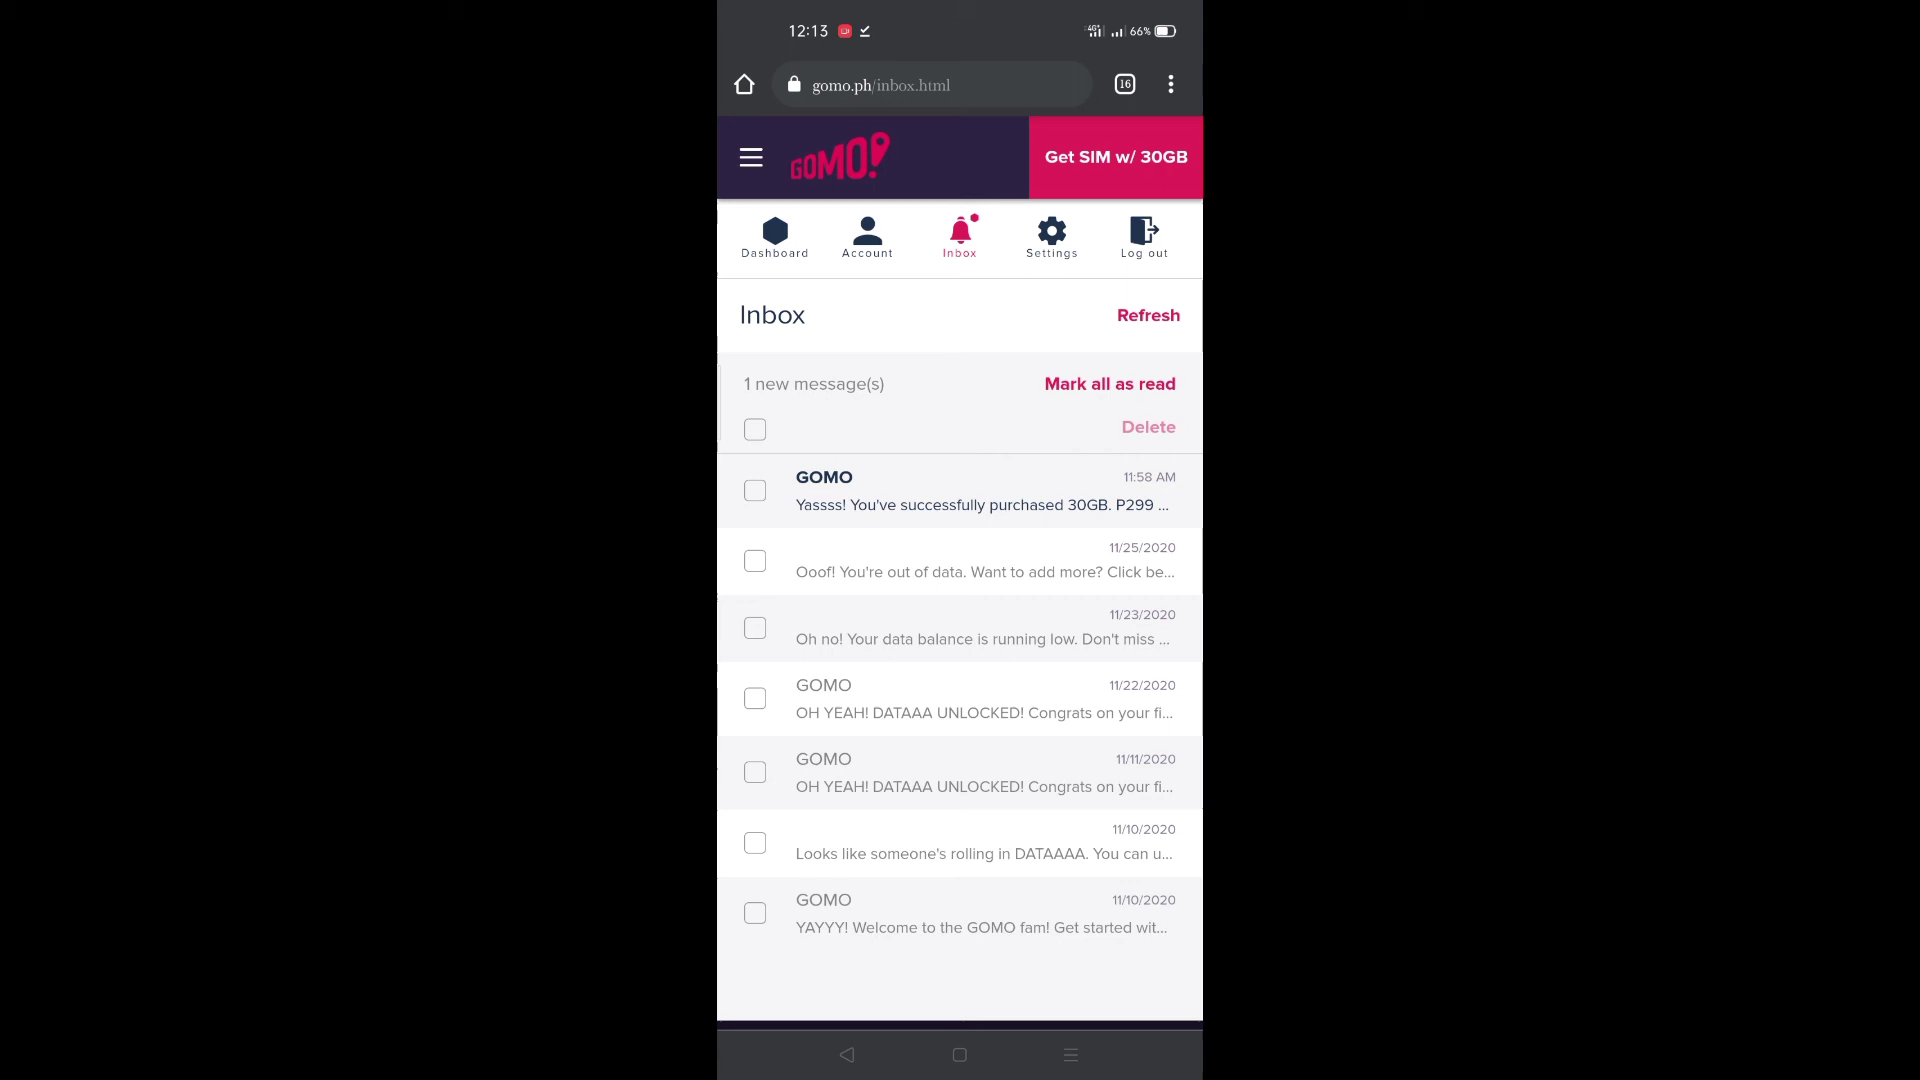 12:13
4G+
66%
gomo.ph/inbox.html
16
GOMO!
Get SIM w/ 30GB
Dashboard
Account
Inbox
Settings
Log out
Inbox
Refresh
1 new message(s)
Mark all as read
Delete
GOMO
11:58 AM
Yassss! You've successfully purchased 30GB. P299 ...
11/25/2020
Ooof! You're out of data. Want to add more? Click be...
11/23/2020
Oh no! Your data balance is running low. Don't miss ...
GOMO
11/22/2020
OH YEAH! DATAAA UNLOCKED! Congrats on your fi...
GOMO
11/11/2020
OH YEAH! DATAAA UNLOCKED! Congrats on your fi...
11/10/2020
Looks like someone's rolling in DATAAAA. You can u...
GOMO
11/10/2020
YAYYY! Welcome to the GOMO fam! Get started wit...